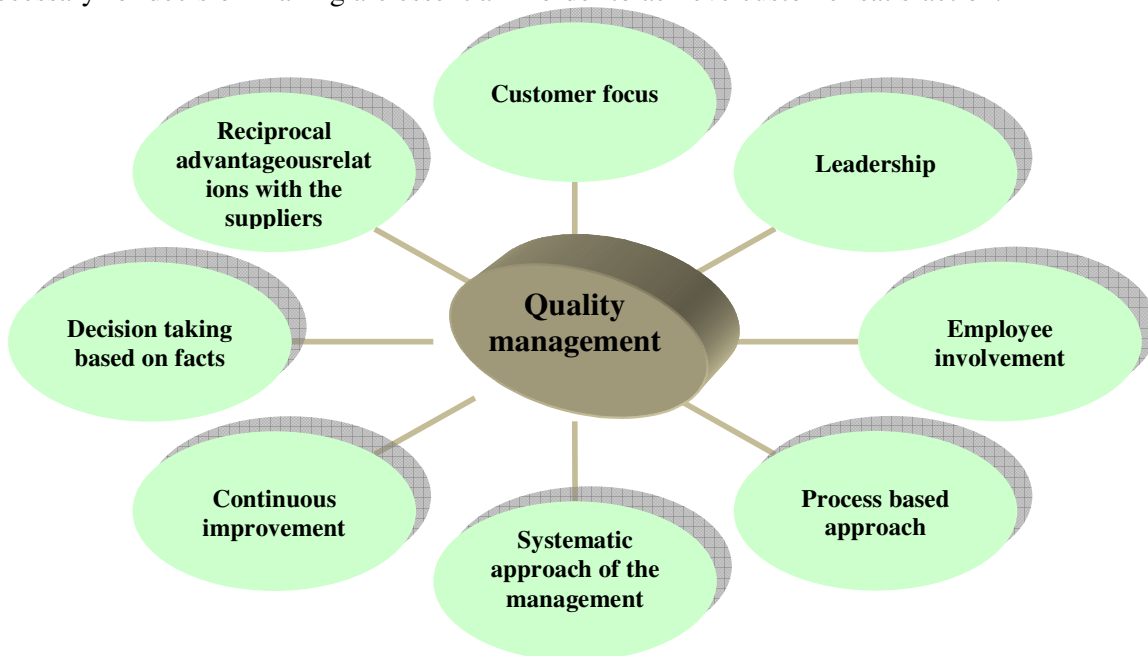 Customer focus
Reciprocal
advantageousrelat
ions with the
suppliers
Leadership
Quality
management
Decision taking
based on facts
Employee
involvement
Continuous
improvement
Process based
approach
Systematic
approach of the
management